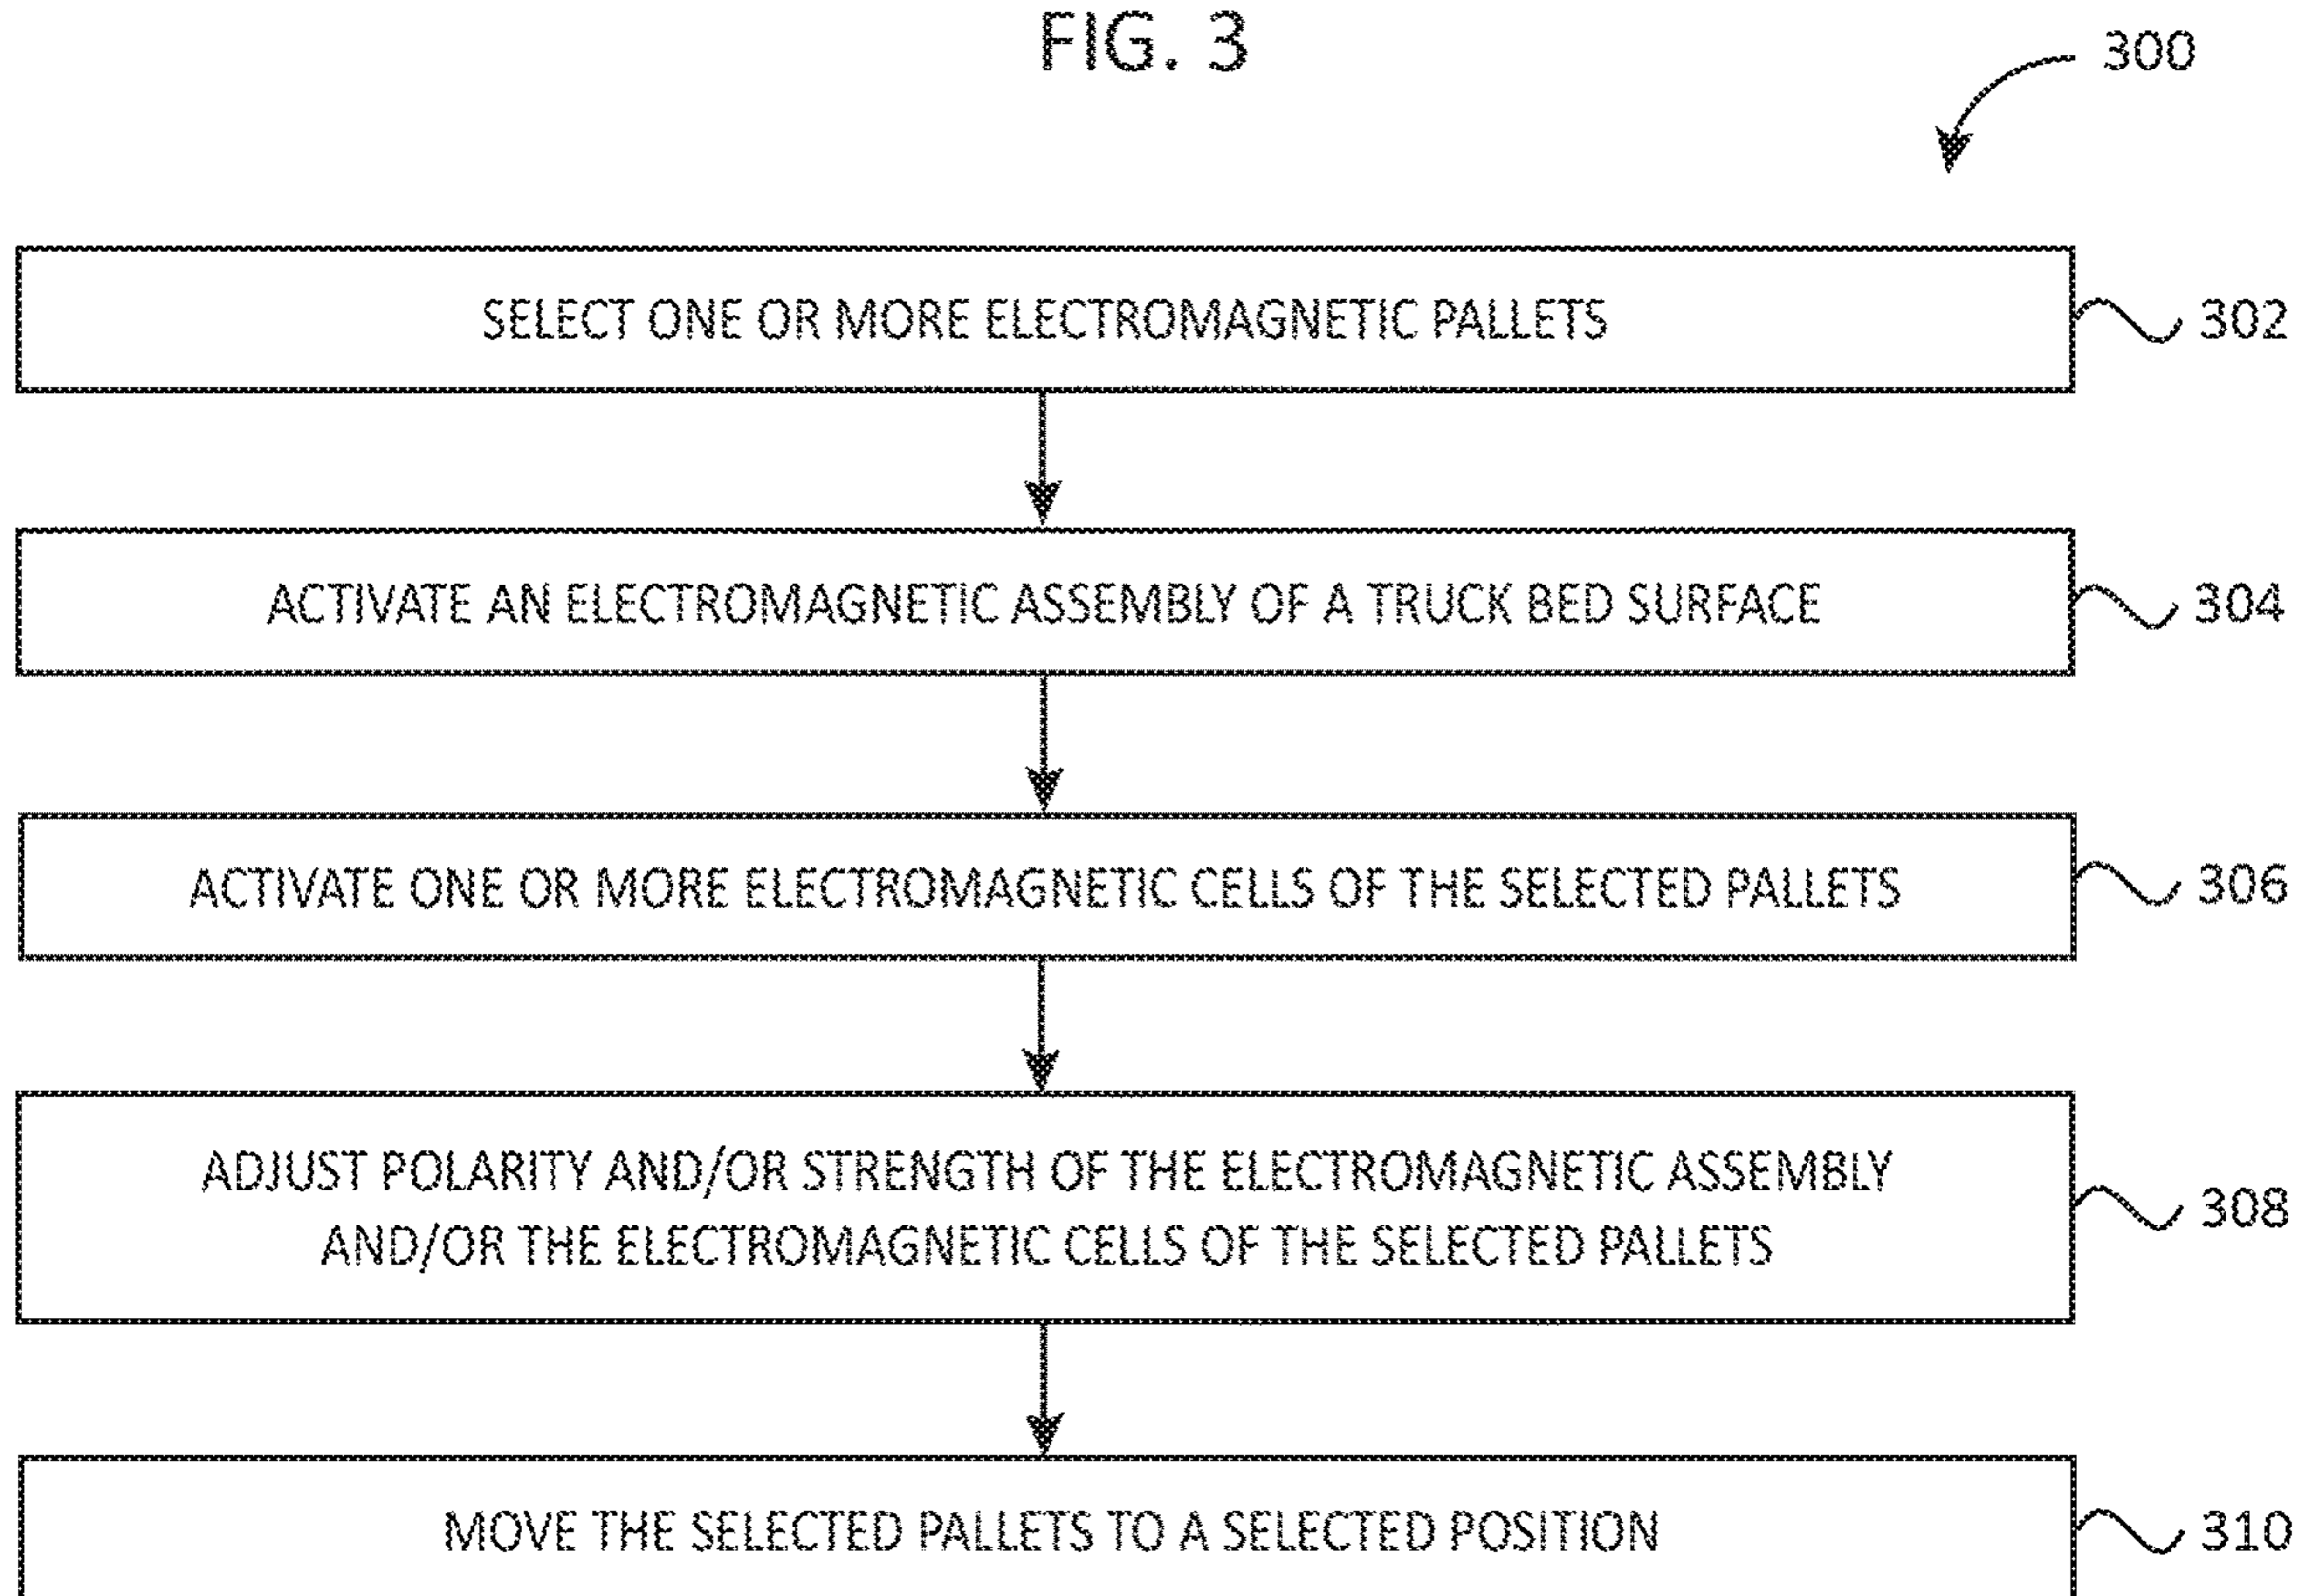 FIG. 3
300
SELECT ONE OR MORE ELECTROMAGNETIC PALLETS
302
ACTIVATE AN ELECTROMAGNETIC ASSEMBLY OF A TRUCK BED SURFACE
304
ACTIVATE ONE OR MORE ELECTROMAGNETIC CELLS OF THE SELECTED PALLETS
306
ADJUST POLARITY AND/OR STRENGTH OF THE ELECTROMAGNETIC ASSEMBLY
AND/OR THE ELECTROMAGNETIC CELLS OF THE SELECTED PALLETS
308
MOVE THE SELECTED PALLETS TO A SELECTED POSITION
310